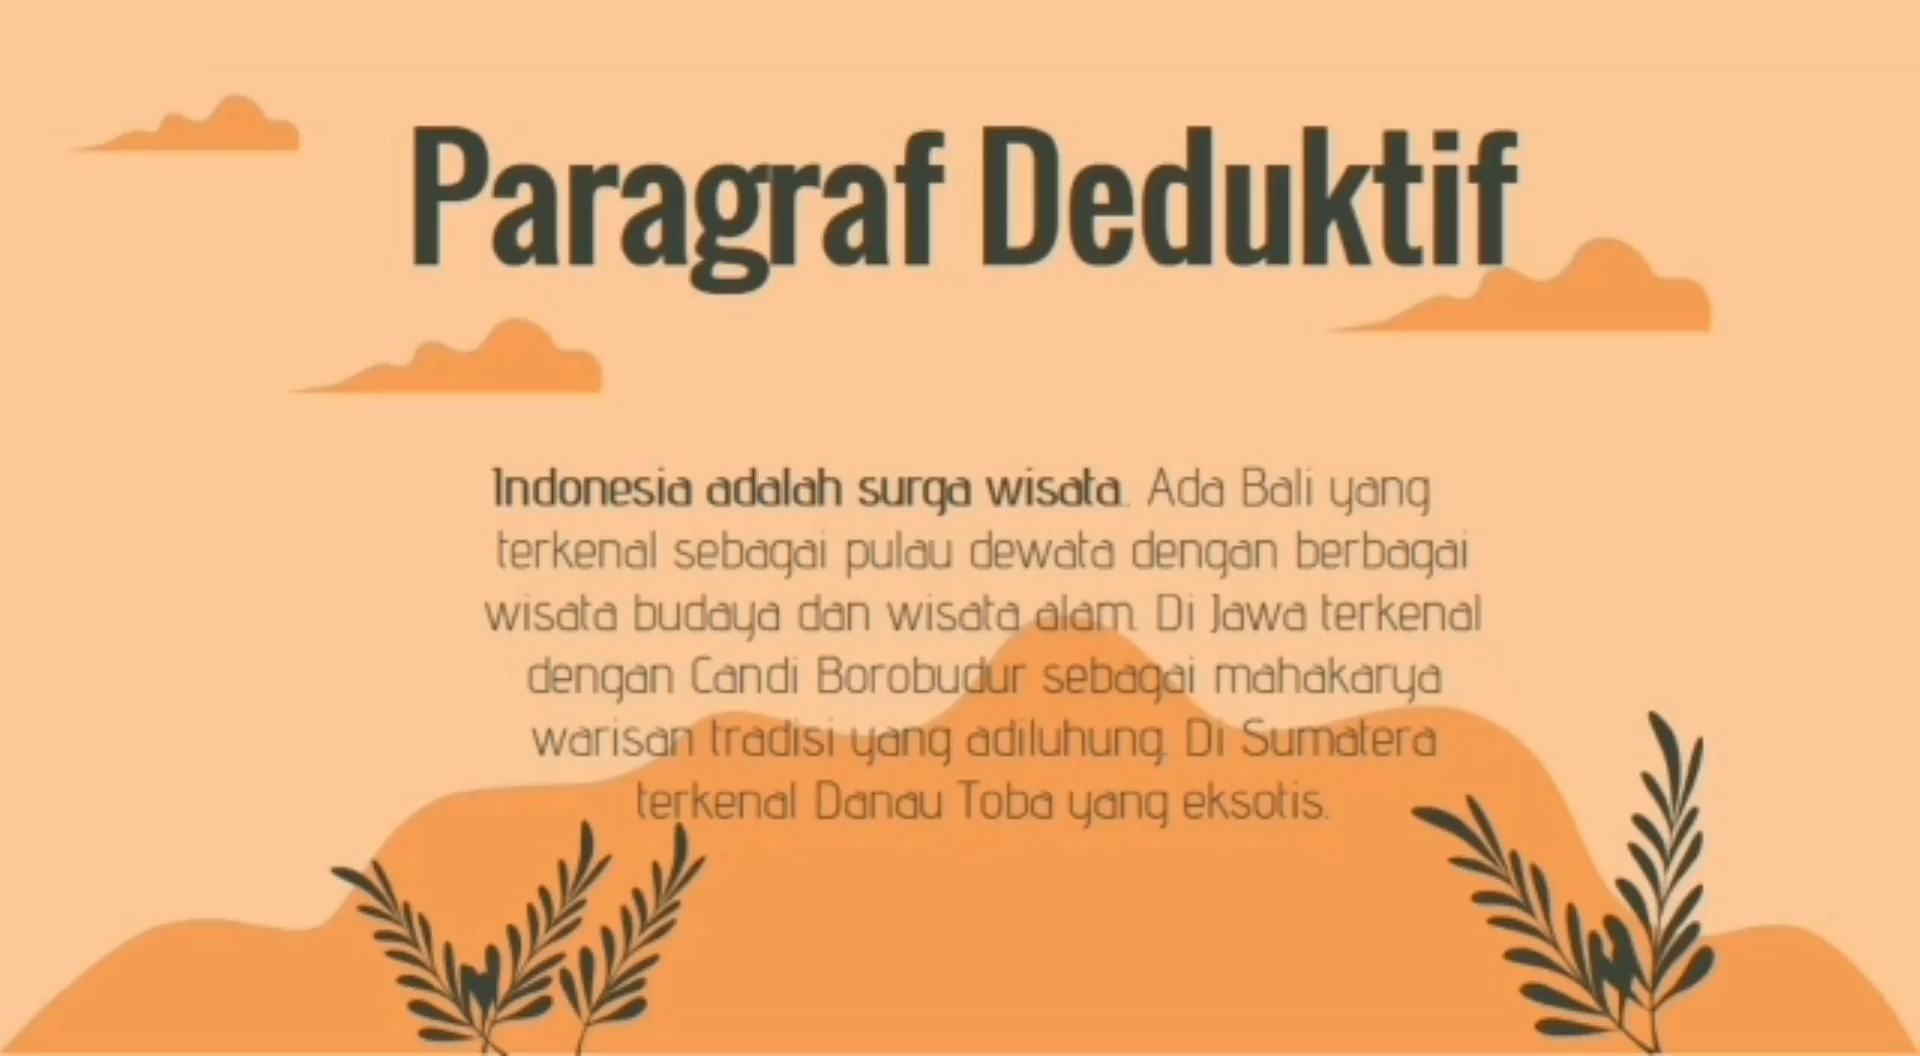 Paragraf Deduktif
Indonesia adalah surga wisata. Ada Bali yang
terkenal sebagai pulau dewata dengan berbagai
wisata budaya dan wisata alam. Di Jawa terkenal
dengan Candi Borobudur sebagai mahakarya
warisan tradisi yang adiluhung. Di Sumatera
terkenal Danau Toba yang eksotis.